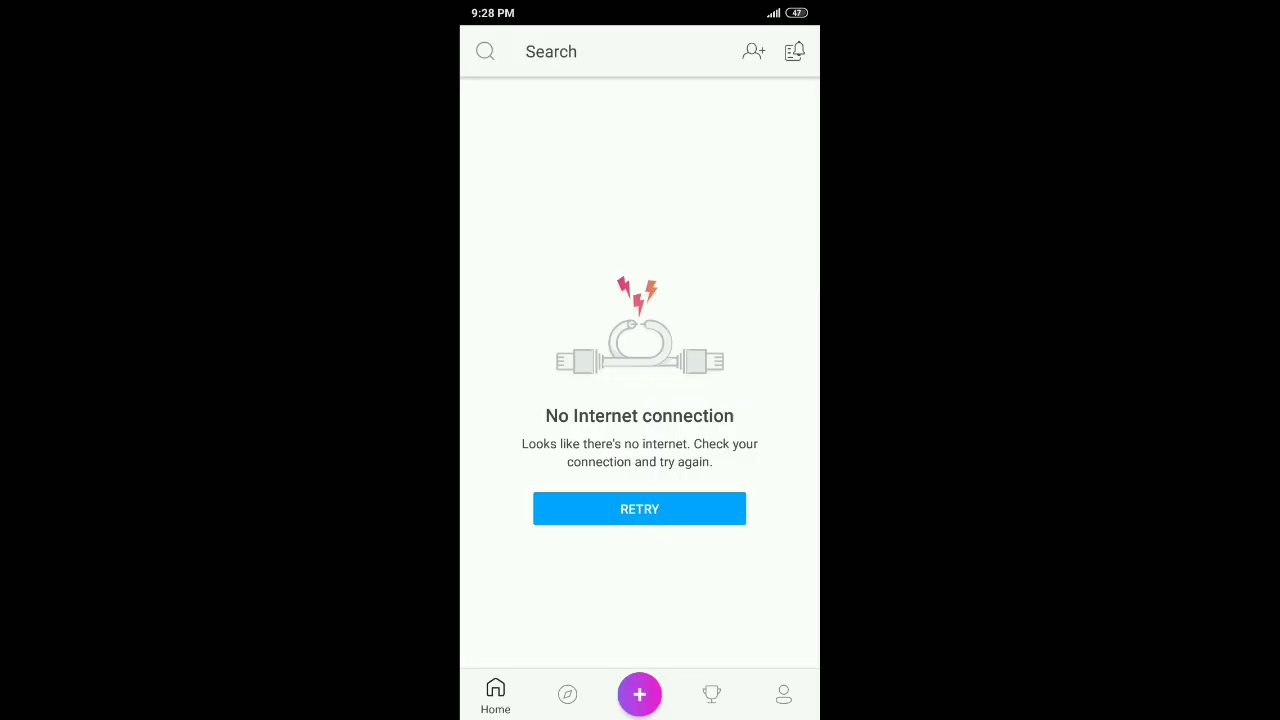 9:28 PM 47
Search
No Internet connection
Looks like there's no internet. Check your
connection and try again.
RETRY
Home